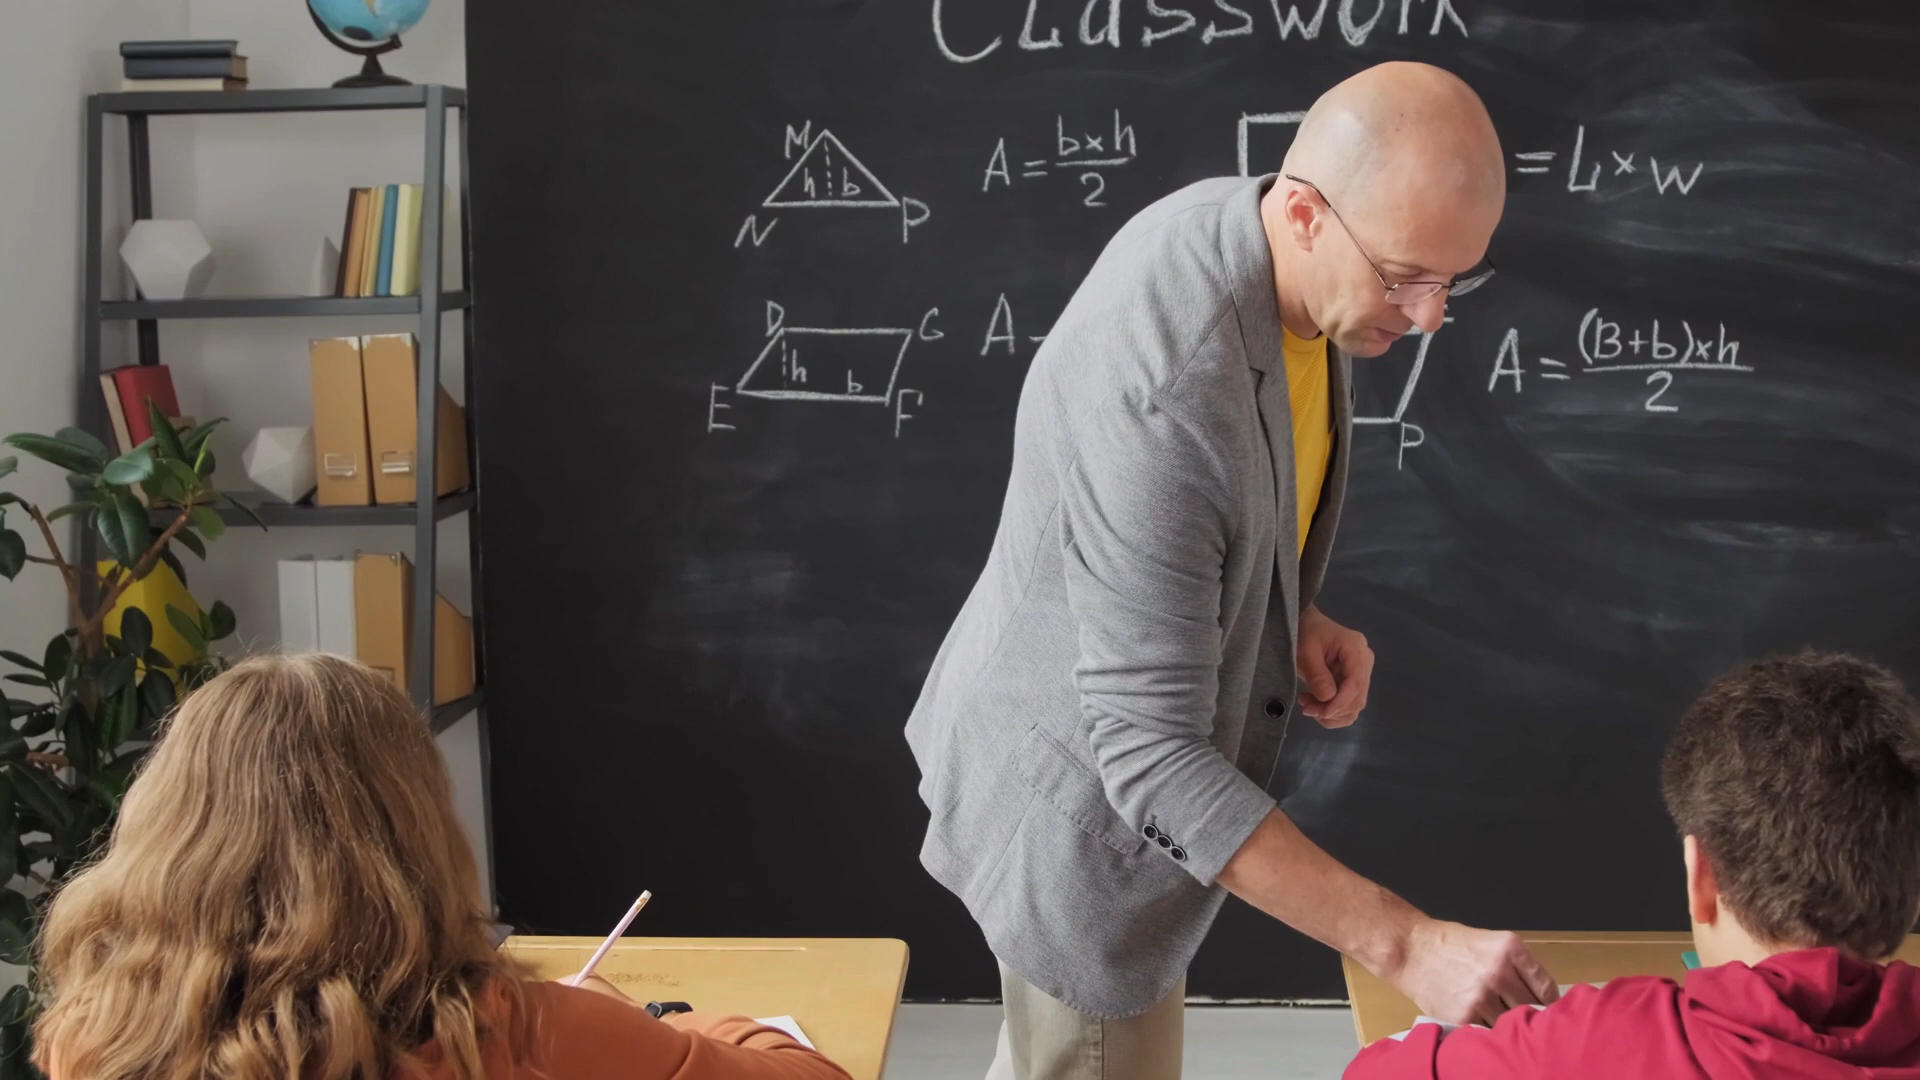 Classwork
M
h b
N P
A = b×h/2
= L×W
D G
h b
E F
A
P
A = (B+b)×h/2